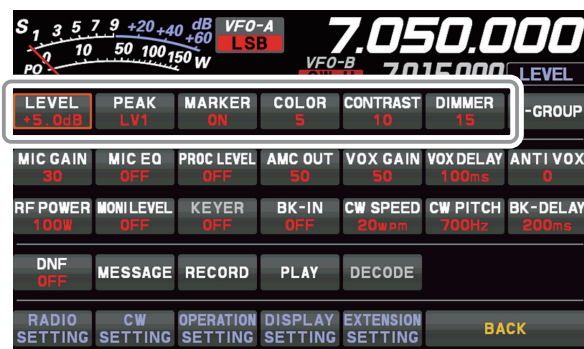 S 1 3 5 7 9 +20 +40 +60 dB VFO-A 7.050.000
LSB
PO 0 10 50 100 150 W
VFO-B 7.015.000 LEVEL
LEVEL PEAK MARKER COLOR CONTRAST DIMMER -GROUP
+5.0dB LV1 ON 5 10 15
MIC GAIN MIC EQ PROC LEVEL AMC OUT VOX GAIN VOX DELAY ANTI VOX
30 OFF OFF 50 50 100ms 0
RF POWER MONI LEVEL KEYER BK-IN CW SPEED CW PITCH BK-DELAY
100W OFF OFF OFF 20WPM 700Hz 200ms
DNF MESSAGE RECORD PLAY DECODE
OFF
RADIO CW OPERATION DISPLAY EXTENSION BACK
SETTING SETTING SETTING SETTING SETTING